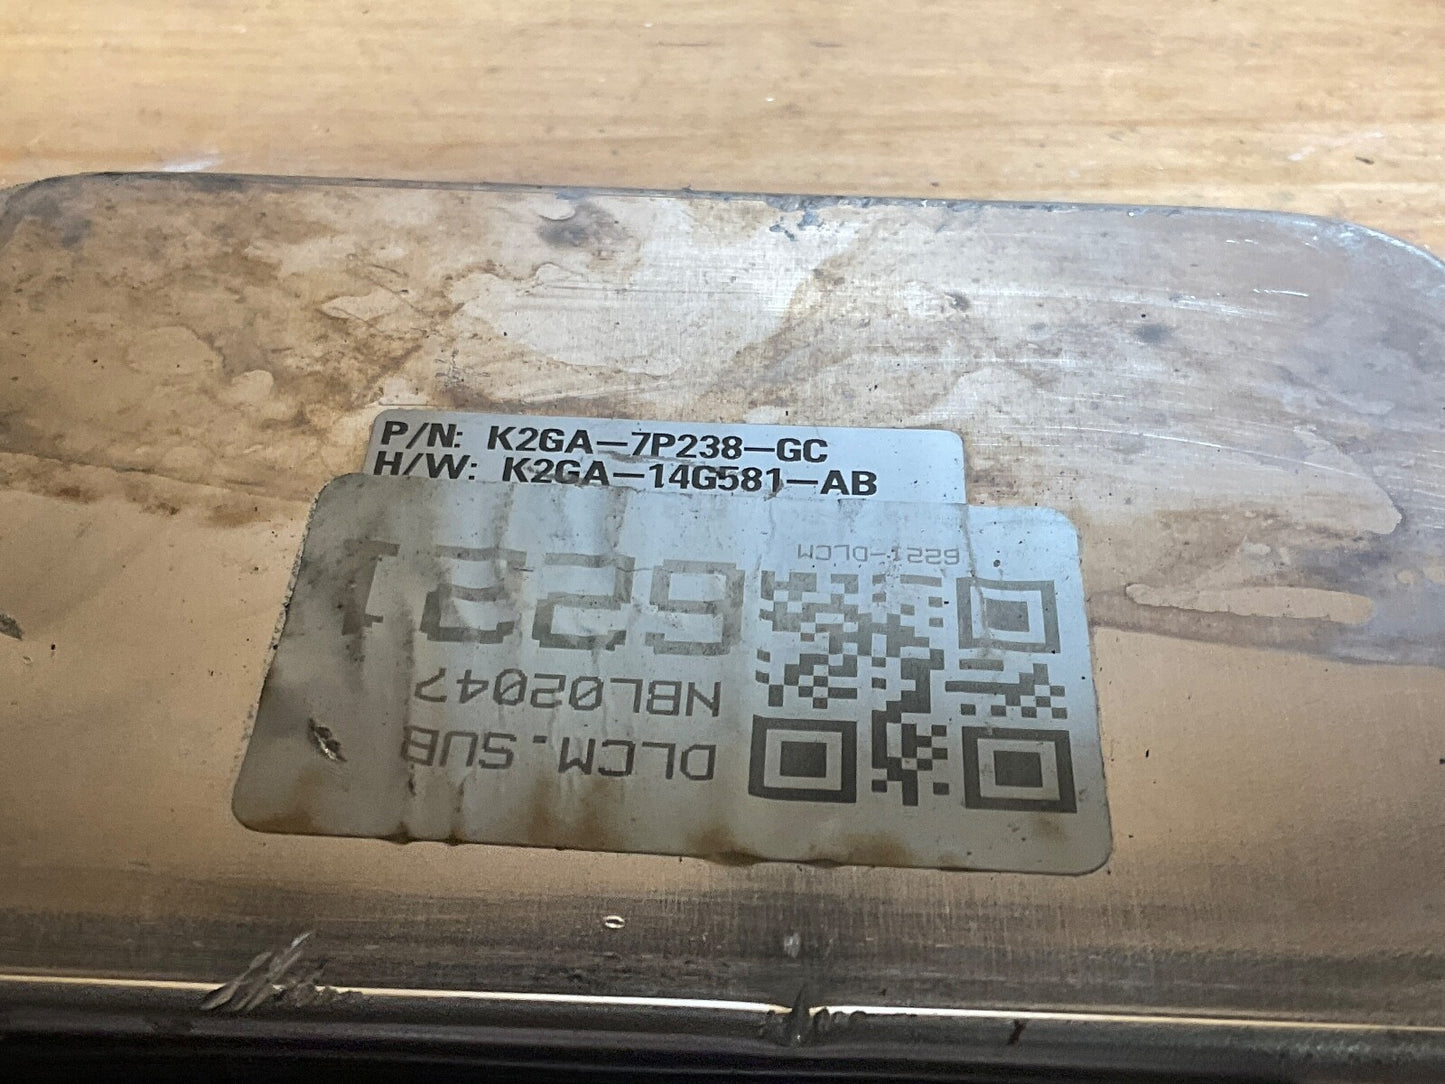 P/N: K2GA-7P238-GC
H/W: K2GA-14G581-AB
DLCM.SUB
NBL02047
6221
6221-DLCM